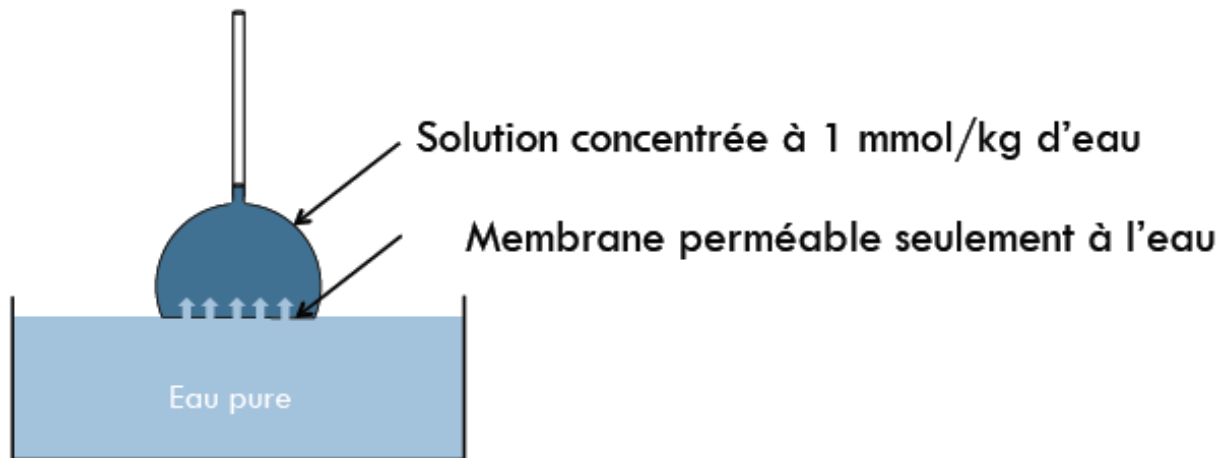 Solution concentrée à 1 mmol/kg d'eau
Membrane perméable seulement à l'eau
Eau pure